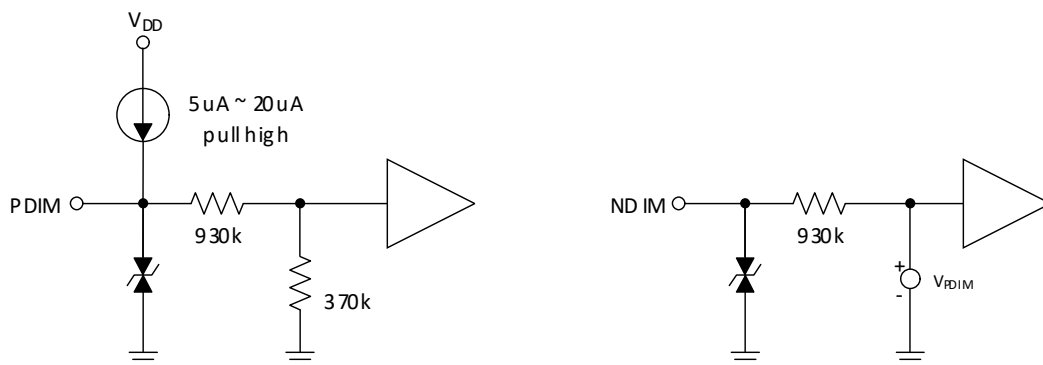 VDD
5uA ~ 20uA
pull high
PDIM
930k
370k
NDIM
930k
+
-
VPDIM